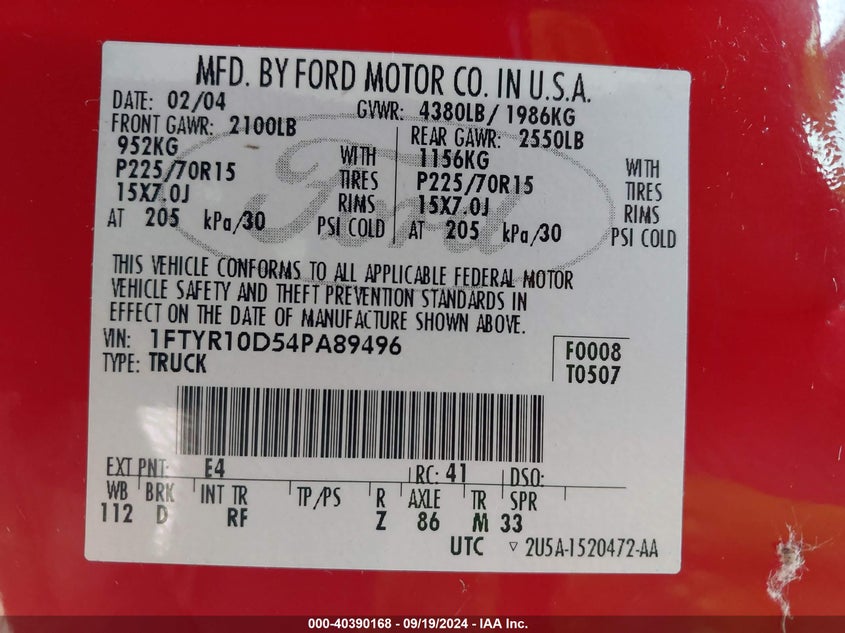 MFD. BY FORD MOTOR CO. IN U.S.A.
DATE: 02/04 GVWR: 4380LB/ 1986KG
FRONT GAWR: 2100LB REAR GAWR: 2550LB
952KG WITH 1156KG WITH
P225/70R15 TIRES P225/70R15 TIRES
15X7.0J RIMS 15X7.0J RIMS
AT 205 kPa/30 PSI COLD AT 205 kPa/30 PSI COLD
Ford
THIS VEHICLE CONFORMS TO ALL APPLICABLE FEDERAL MOTOR
VEHICLE SAFETY AND THEFT PREVENTION STANDARDS IN
EFFECT ON THE DATE OF MANUFACTURE SHOWN ABOVE.
VIN: 1FTYR10D54PA89496 F0008
TYPE: TRUCK T0507
EXT PNT: E4 RC: 41 DSO:
WB BRK INT TR TP/PS R AXLE TR SPR
112 D RF Z 86 M 33
UTC ▽ 2U5A-1520472-AA
000-40390168 - 09/19/2024 - IAA Inc.